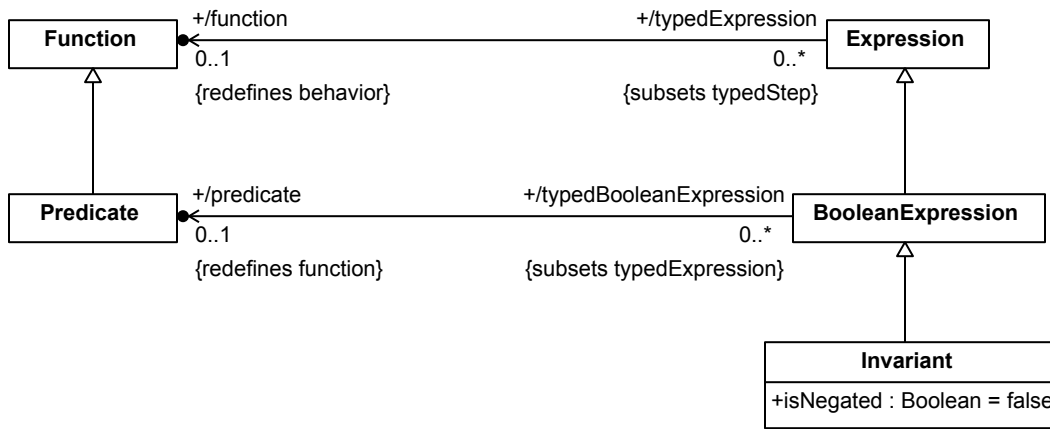 +/function
+/typedExpression
Function
Expression
0..1
0..*
{redefines behavior}
{subsets typedStep}
+/predicate
+/typedBooleanExpression
Predicate
BooleanExpression
0..1
0..*
{redefines function}
{subsets typedExpression}
Invariant
+isNegated : Boolean = false